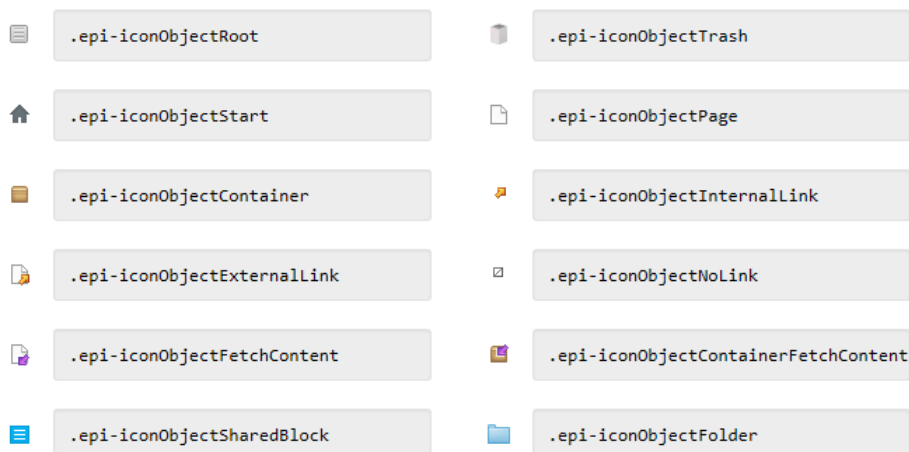 .epi-iconObjectRoot
.epi-iconObjectTrash
.epi-iconObjectStart
.epi-iconObjectPage
.epi-iconObjectContainer
.epi-iconObjectInternalLink
.epi-iconObjectExternalLink
.epi-iconObjectNoLink
.epi-iconObjectFetchContent
.epi-iconObjectContainerFetchContent
.epi-iconObjectSharedBlock
.epi-iconObjectFolder